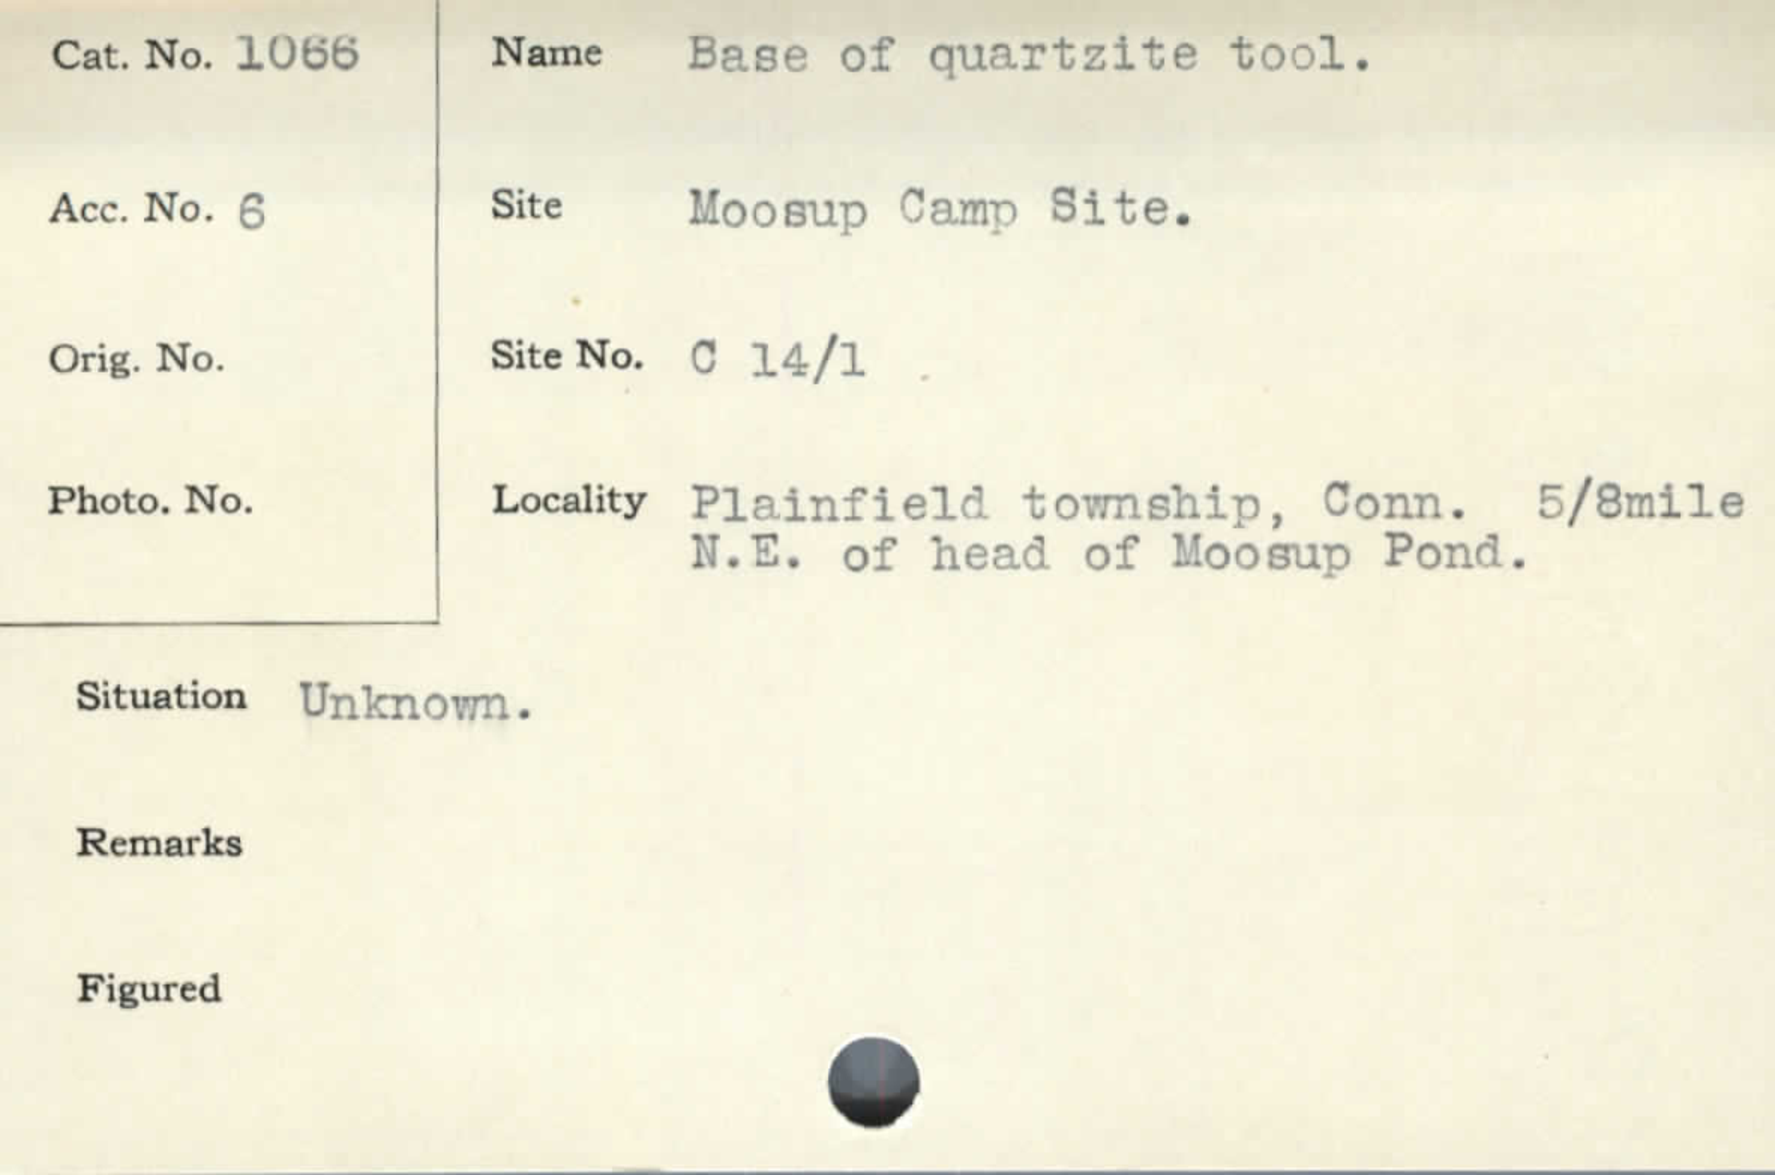 Cat. No. 1066
Name Base of quartzite tool.
Acc. No. 6
Site Moosup Camp Site.
Orig. No.
Site No. C 14/1
Photo. No.
Locality Plainfield township, Conn. 5/8mile
N.E. of head of Moosup Pond.
Situation Unknown.
Remarks
Figured